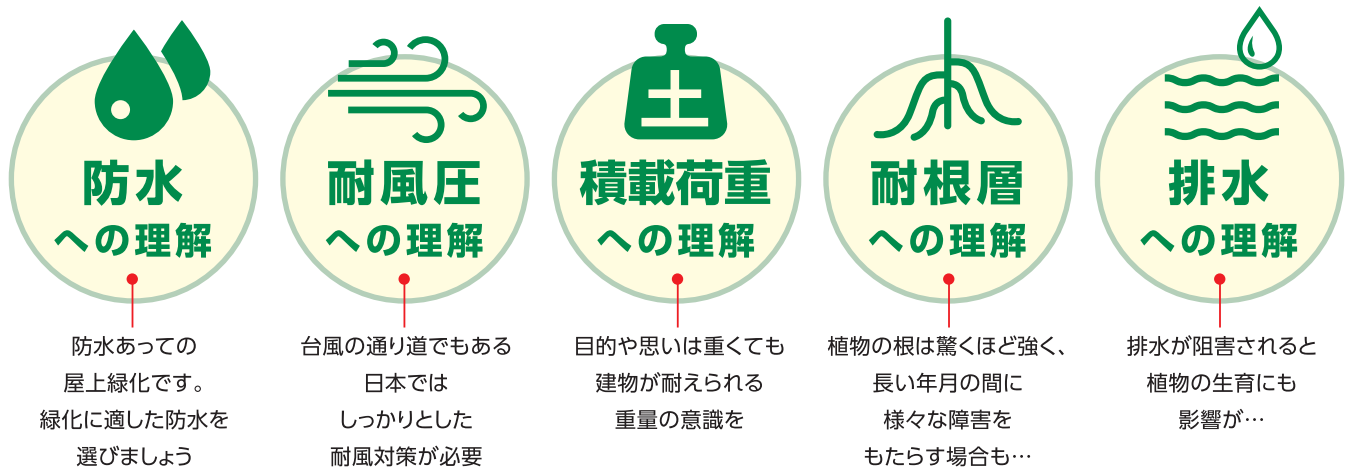 防水
への理解
防水あっての
屋上緑化です。
緑化に適した防水を
選びましょう
耐風圧
への理解
台風の通り道でもある
日本では
しっかりとした
耐風対策が必要
土
積載荷重
への理解
目的や思いは重くても
建物が耐えられる
重量の意識を
耐根層
への理解
植物の根は驚くほど強く、
長い年月の間に
様々な障害を
もたらす場合も…
排水
への理解
排水が阻害されると
植物の生育にも
影響が…